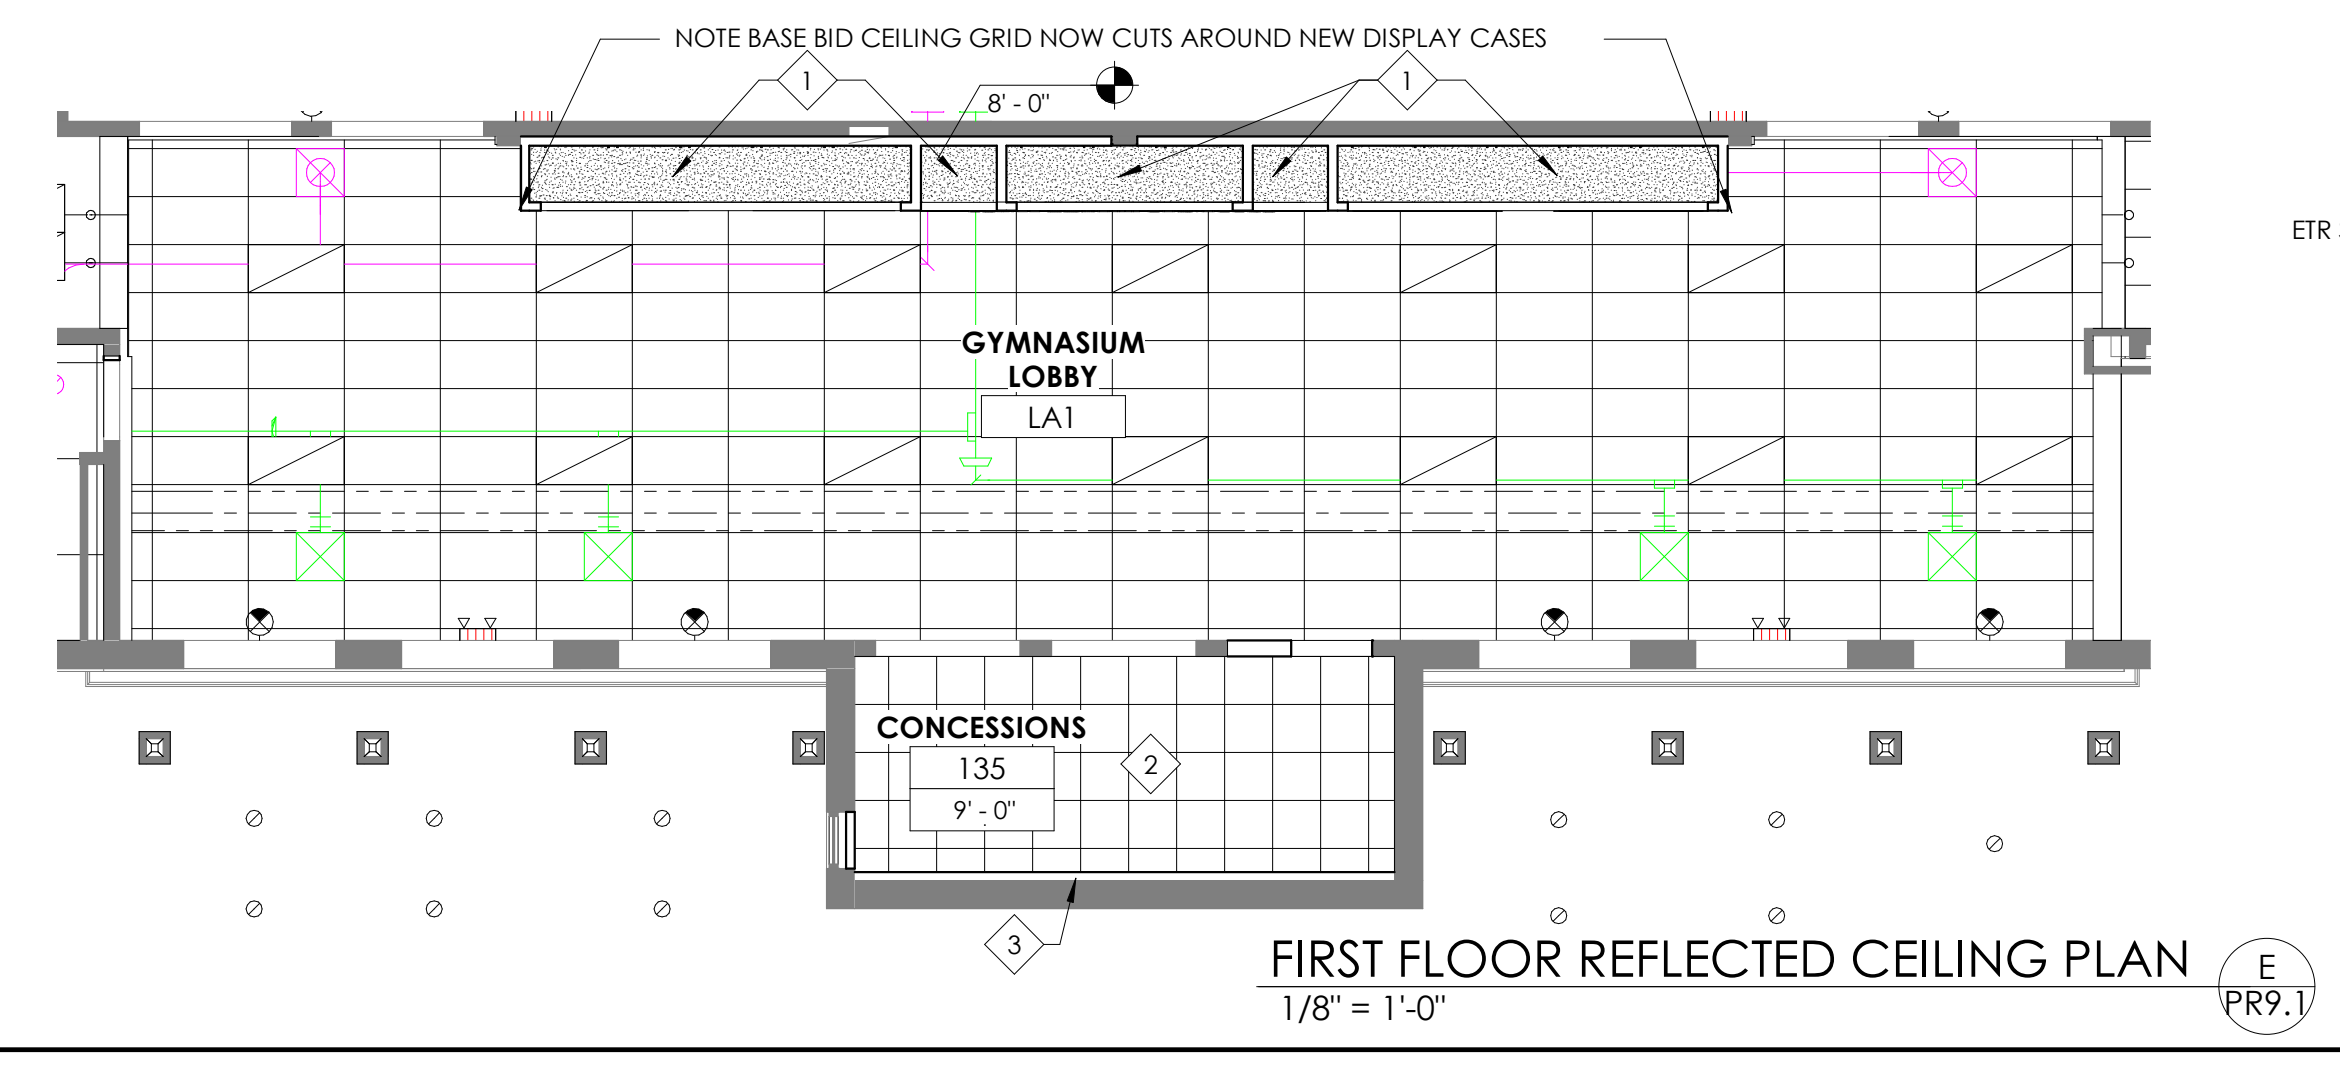 NOTE BASE BID CEILING GRID NOW CUTS AROUND NEW DISPLAY CASES
1
1
8' - 0"
ETR
GYMNASIUM
LOBBY
LA1
CONCESSIONS
135
9' - 0"
2
3
FIRST FLOOR REFLECTED CEILING PLAN
1/8" = 1'-0"
E
PR9.1